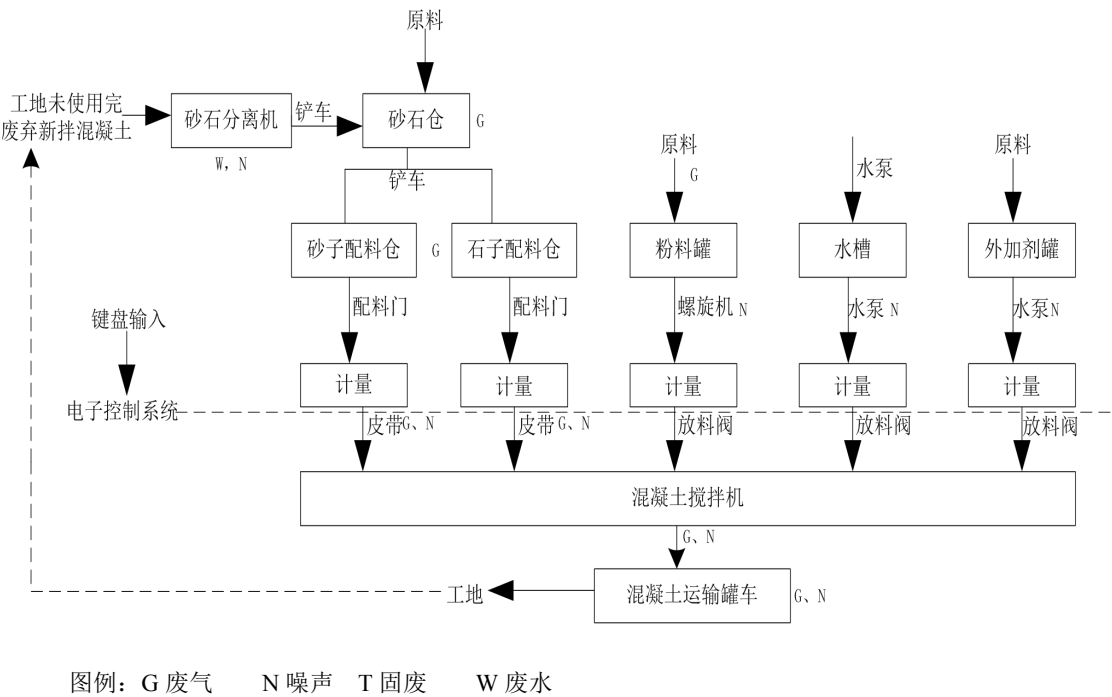 原料
工地未使用完
废弃新拌混凝土
砂石分离机
铲车
砂石仓
G
W，N
铲车
原料
G
水泵
原料
砂子配料仓
G
石子配料仓
粉料罐
水槽
外加剂罐
配料门
配料门
螺旋机 N
水泵 N
水泵N
键盘输入
计量
计量
计量
计量
计量
电子控制系统
皮带G、N
皮带G、N
放料阀
放料阀
放料阀
混凝土搅拌机
G、N
混凝土运输罐车
G、N
工地
图例：G 废气 N 噪声 T 固废 W 废水